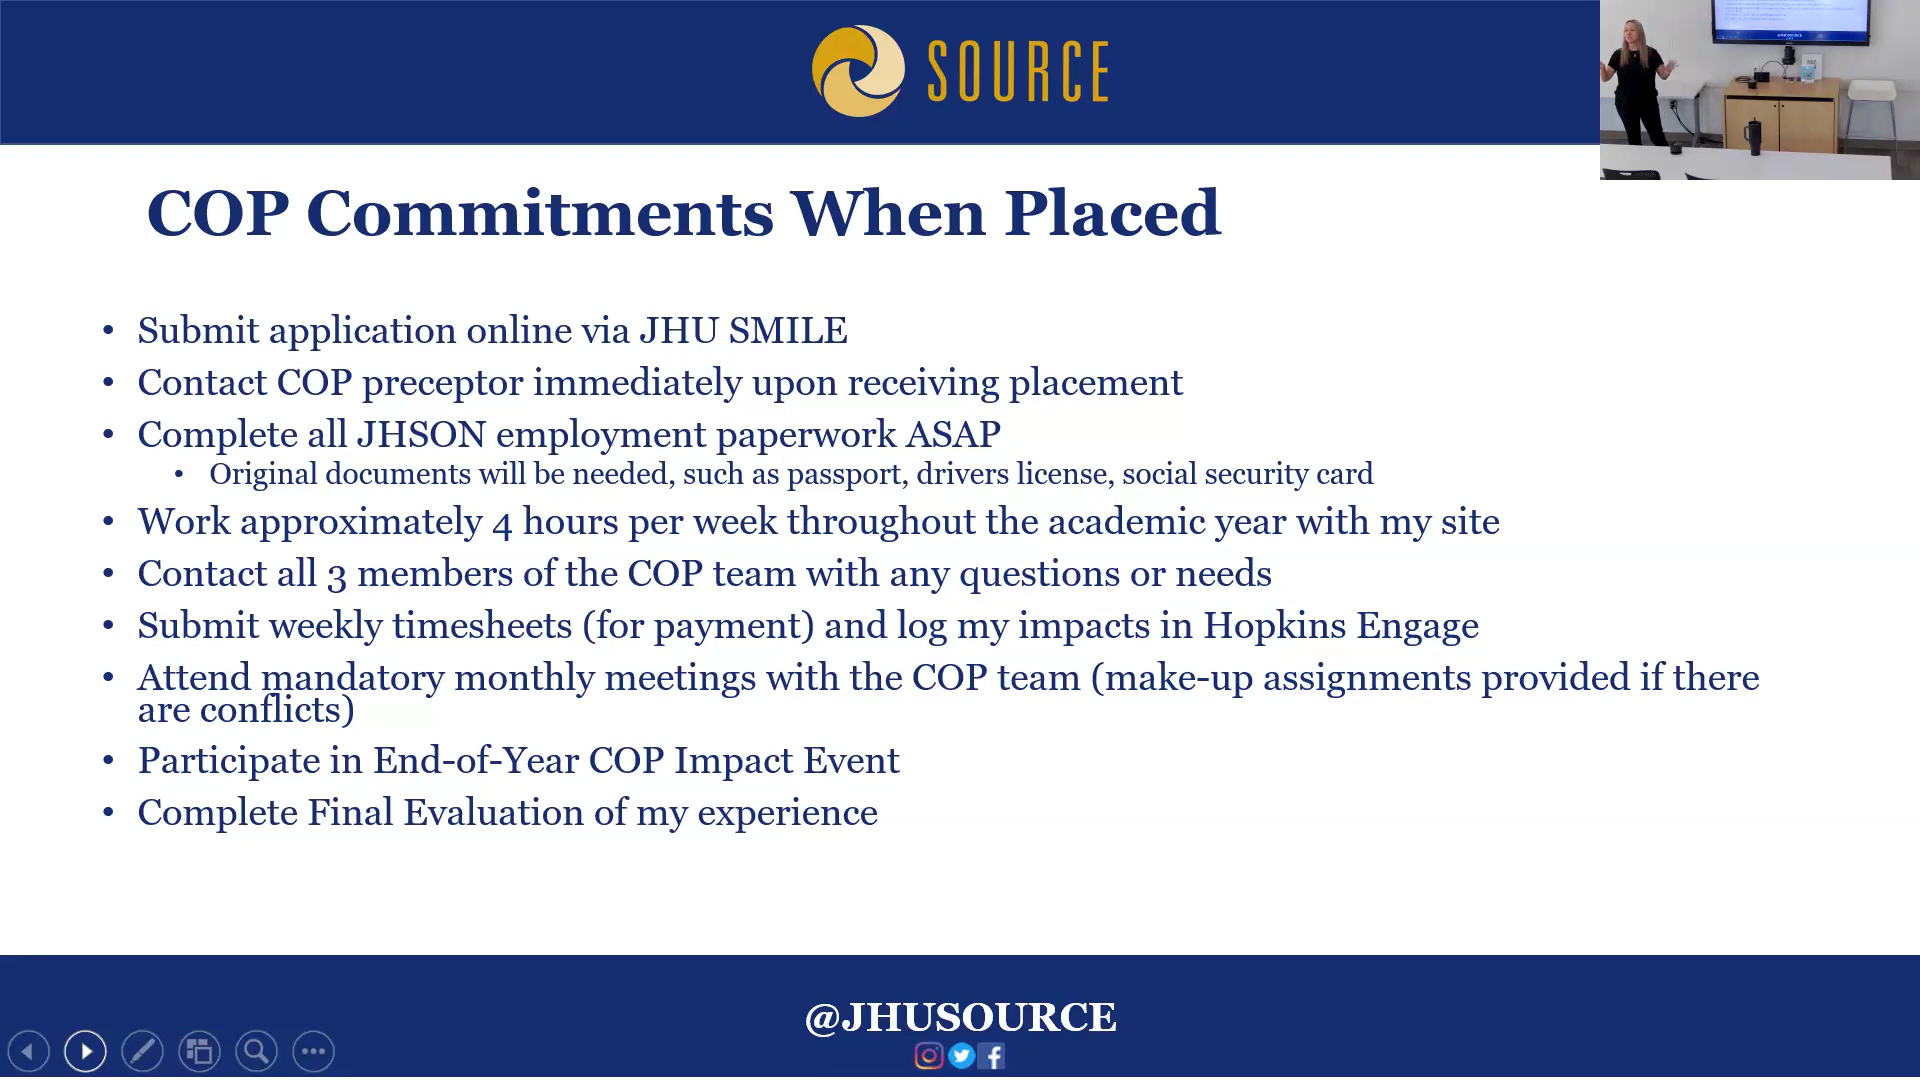 SOURCE
COP Commitments When Placed
• Submit application online via JHU SMILE
• Contact COP preceptor immediately upon receiving placement
• Complete all JHSON employment paperwork ASAP
• Original documents will be needed, such as passport, drivers license, social security card
• Work approximately 4 hours per week throughout the academic year with my site
• Contact all 3 members of the COP team with any questions or needs
• Submit weekly timesheets (for payment) and log my impacts in Hopkins Engage
• Attend mandatory monthly meetings with the COP team (make-up assignments provided if there
are conflicts)
• Participate in End-of-Year COP Impact Event
• Complete Final Evaluation of my experience
@JHUSOURCE